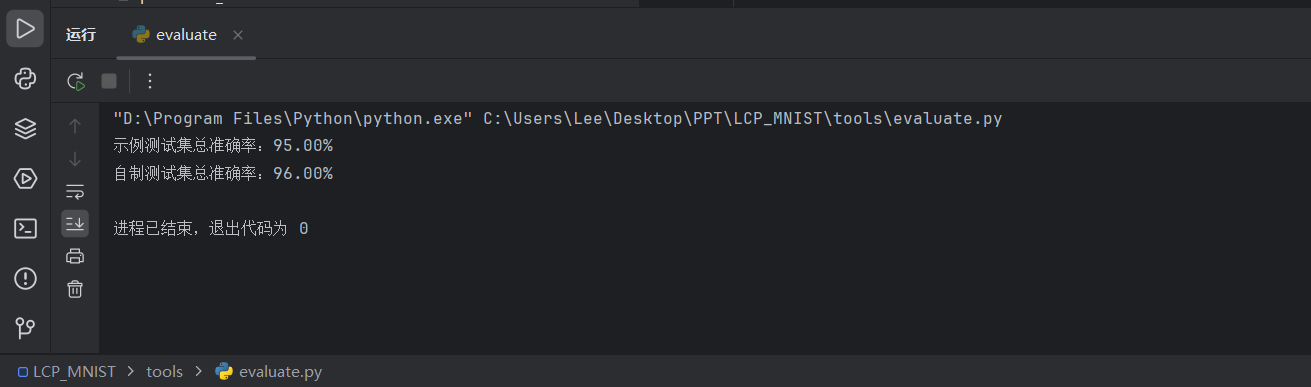 运行 evaluate
"D:\Program Files\Python\python.exe" C:\Users\Lee\Desktop\PPT\LCP_MNIST\tools\evaluate.py
示例测试集总准确率：95.00%
自制测试集总准确率：96.00%
进程已结束，退出代码为 0
LCP_MNIST > tools > evaluate.py